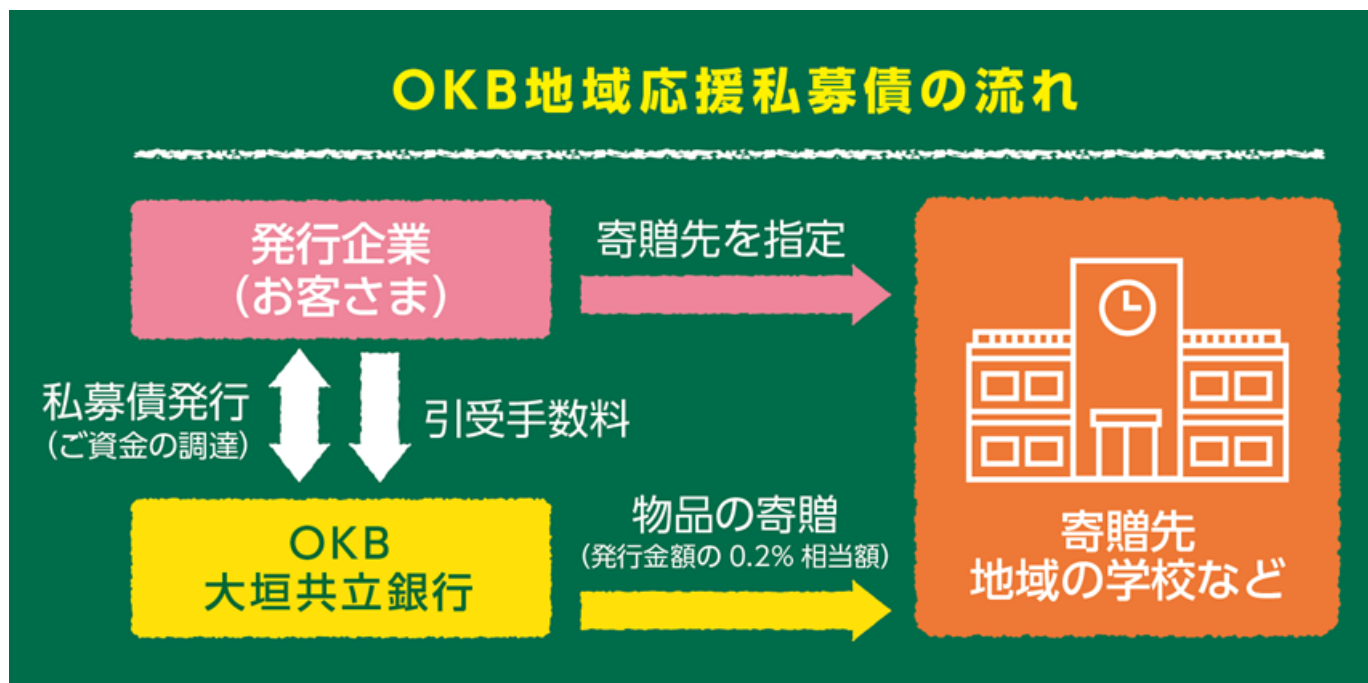 OKB地域応援私募債の流れ
発行企業
(お客さま)
寄贈先を指定
私募債発行
(ご資金の調達)
引受手数料
OKB
大垣共立銀行
物品の寄贈
(発行金額の 0.2% 相当額)
寄贈先
地域の学校など